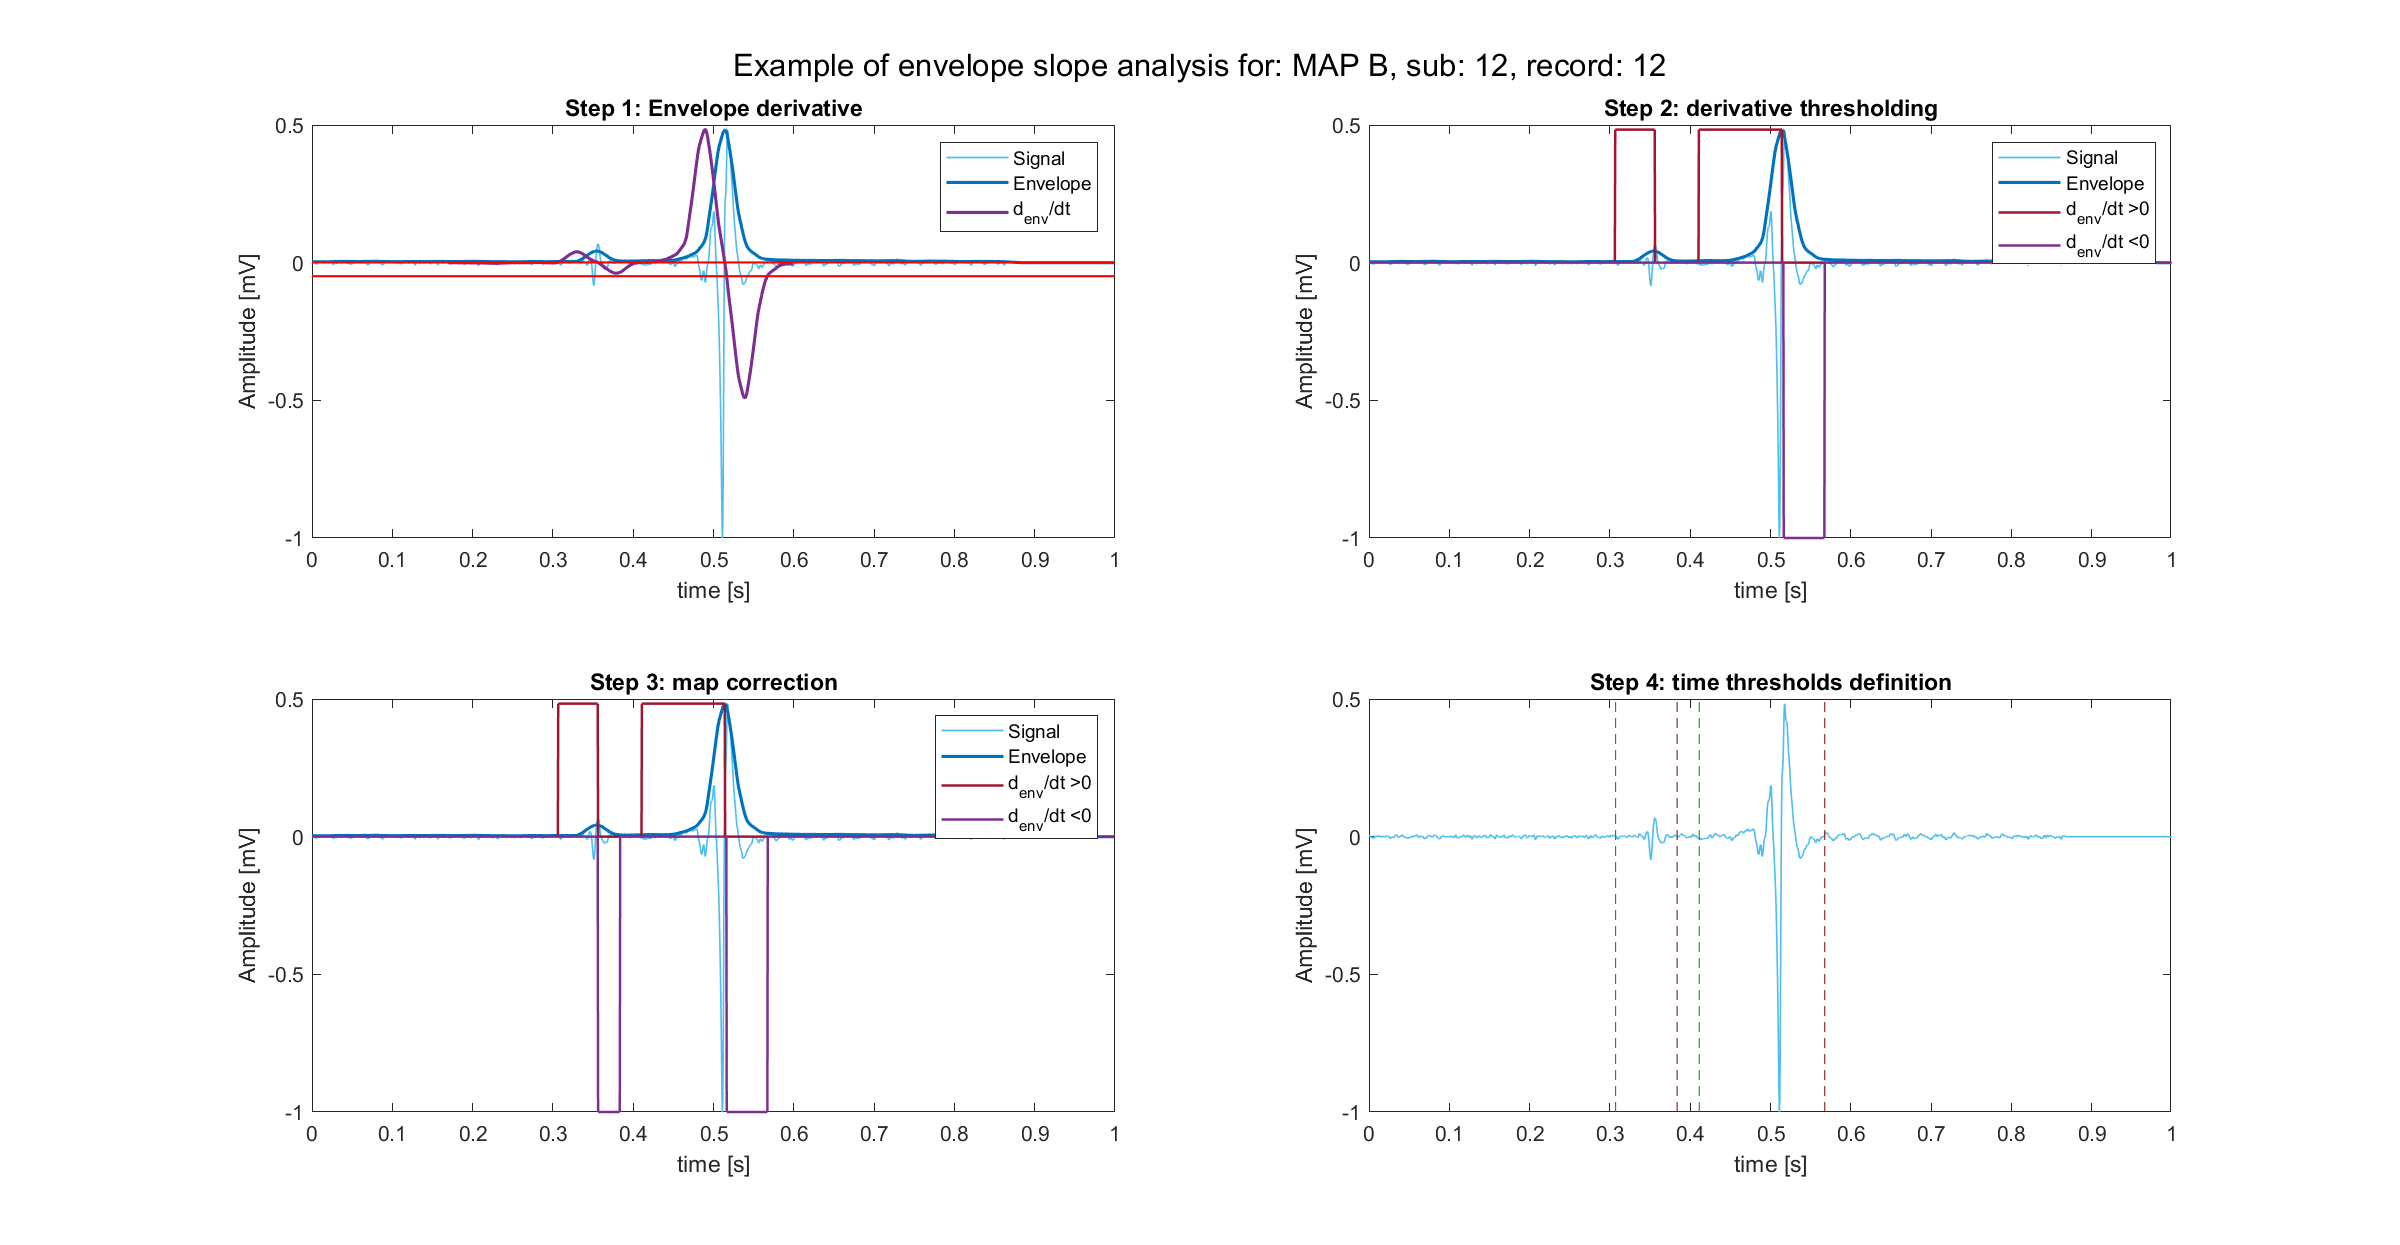 Example of envelope slope analysis for: MAP B, sub: 12, record: 12
Step 1: Envelope derivative
0.5
0
-0.5
-1
Amplitude [mV]
0 0.1 0.2 0.3 0.4 0.5 0.6 0.7 0.8 0.9 1
time [s]
Signal
Envelope
d_env/dt
Step 2: derivative thresholding
0.5
0
-0.5
-1
Amplitude [mV]
0 0.1 0.2 0.3 0.4 0.5 0.6 0.7 0.8 0.9 1
time [s]
Signal
Envelope
d_env/dt >0
d_env/dt <0
Step 3: map correction
0.5
0
-0.5
-1
Amplitude [mV]
0 0.1 0.2 0.3 0.4 0.5 0.6 0.7 0.8 0.9 1
time [s]
Signal
Envelope
d_env/dt >0
d_env/dt <0
Step 4: time thresholds definition
0.5
0
-0.5
-1
Amplitude [mV]
0 0.1 0.2 0.3 0.4 0.5 0.6 0.7 0.8 0.9 1
time [s]